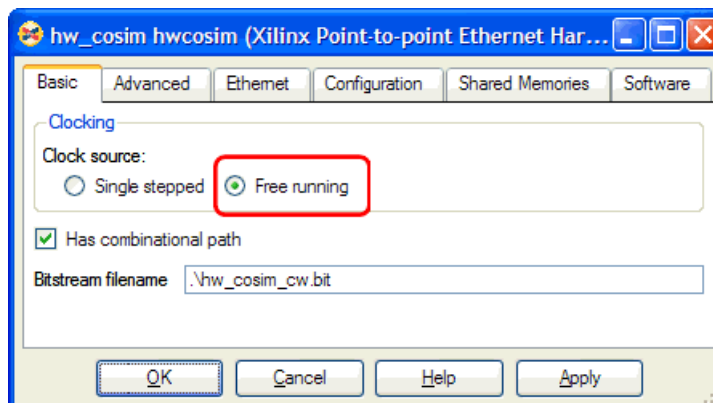 hw_cosim hwcosim (Xilinx Point-to-point Ethernet Har...
Basic Advanced Ethernet Configuration Shared Memories Software
Clocking
Clock source:
Single stepped Free running
Has combinational path
Bitstream filename .\hw_cosim_cw.bit
OK Cancel Help Apply